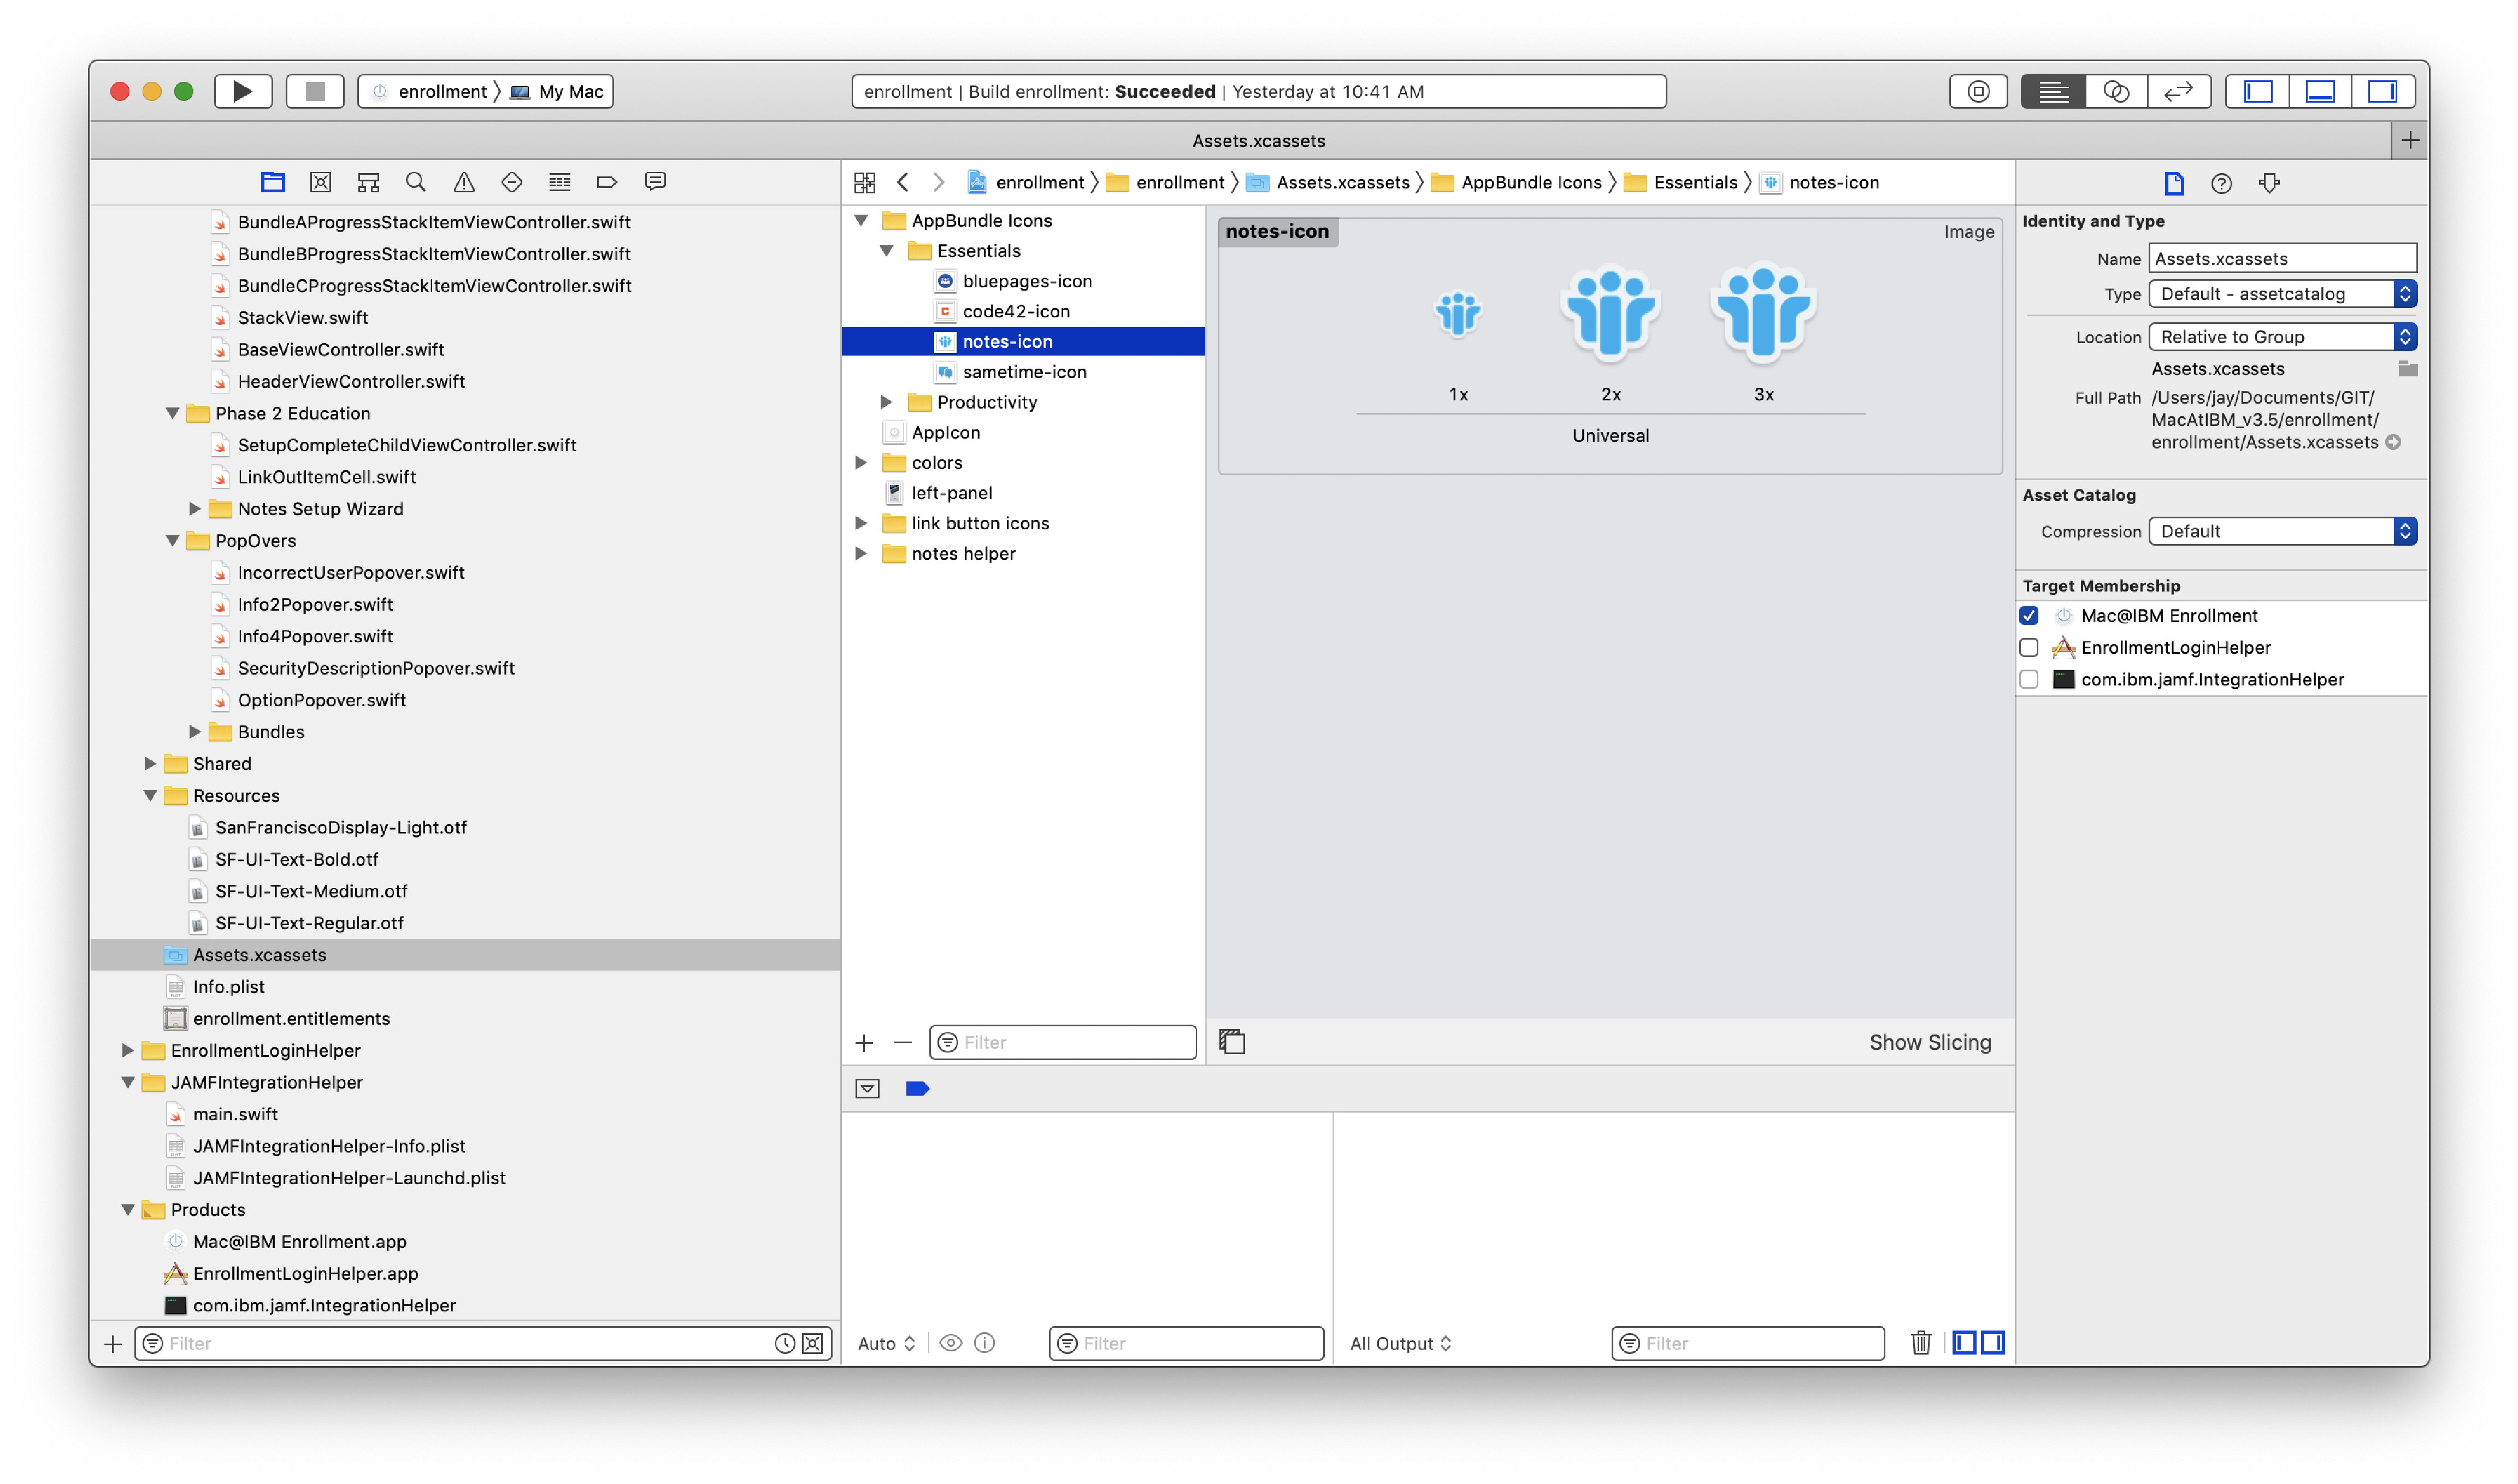 enrollment 〉 My Mac
enrollment | Build enrollment: Succeeded | Yesterday at 10:41 AM
Assets.xcassets
BundleAProgressStackItemViewController.swift
BundleBProgressStackItemViewController.swift
BundleCProgressStackItemViewController.swift
StackView.swift
BaseViewController.swift
HeaderViewController.swift
Phase 2 Education
SetupCompleteChildViewController.swift
LinkOutItemCell.swift
Notes Setup Wizard
PopOvers
IncorrectUserPopover.swift
Info2Popover.swift
Info4Popover.swift
SecurityDescriptionPopover.swift
OptionPopover.swift
Bundles
Shared
Resources
SanFranciscoDisplay-Light.otf
SF-UI-Text-Bold.otf
SF-UI-Text-Medium.otf
SF-UI-Text-Regular.otf
Assets.xcassets
Info.plist
enrollment.entitlements
EnrollmentLoginHelper
JAMFIntegrationHelper
main.swift
JAMFIntegrationHelper-Info.plist
JAMFIntegrationHelper-Launchd.plist
Products
Mac@IBM Enrollment.app
EnrollmentLoginHelper.app
com.ibm.jamf.IntegrationHelper
Filter
enrollment 〉 enrollment 〉 Assets.xcassets 〉 AppBundle Icons 〉 Essentials 〉 notes-icon
AppBundle Icons
Essentials
bluepages-icon
code42-icon
notes-icon
sametime-icon
Productivity
AppIcon
colors
left-panel
link button icons
notes helper
Filter
notes-icon
Image
1x 2x 3x
Universal
Show Slicing
Auto
Filter
All Output
Filter
Identity and Type
Name Assets.xcassets
Type Default - assetcatalog
Location Relative to Group
Assets.xcassets
Full Path /Users/jay/Documents/GIT/
MacAtIBM_v3.5/enrollment/
enrollment/Assets.xcassets
Asset Catalog
Compression Default
Target Membership
Mac@IBM Enrollment
EnrollmentLoginHelper
com.ibm.jamf.IntegrationHelper